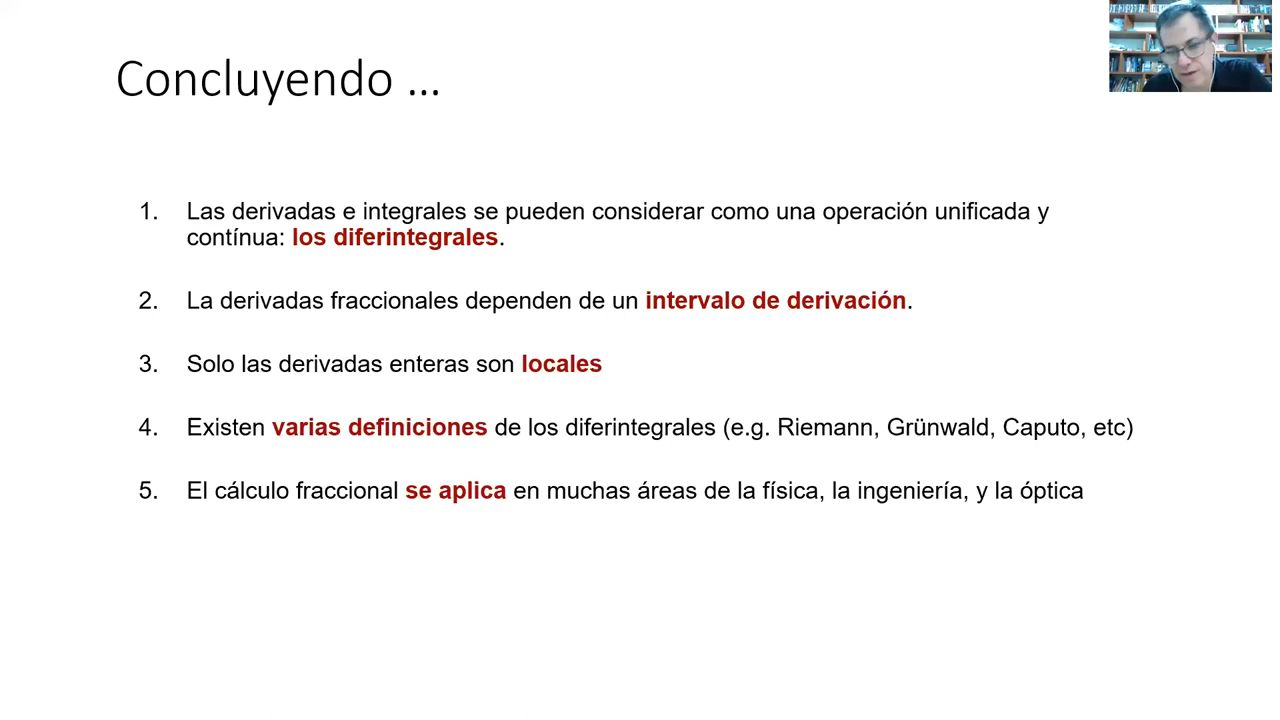 Concluyendo ...
1. Las derivadas e integrales se pueden considerar como una operación unificada y
contínua: los diferintegrales.
2. La derivadas fraccionales dependen de un intervalo de derivación.
3. Solo las derivadas enteras son locales
4. Existen varias definiciones de los diferintegrales (e.g. Riemann, Grünwald, Caputo, etc)
5. El cálculo fraccional se aplica en muchas áreas de la física, la ingeniería, y la óptica